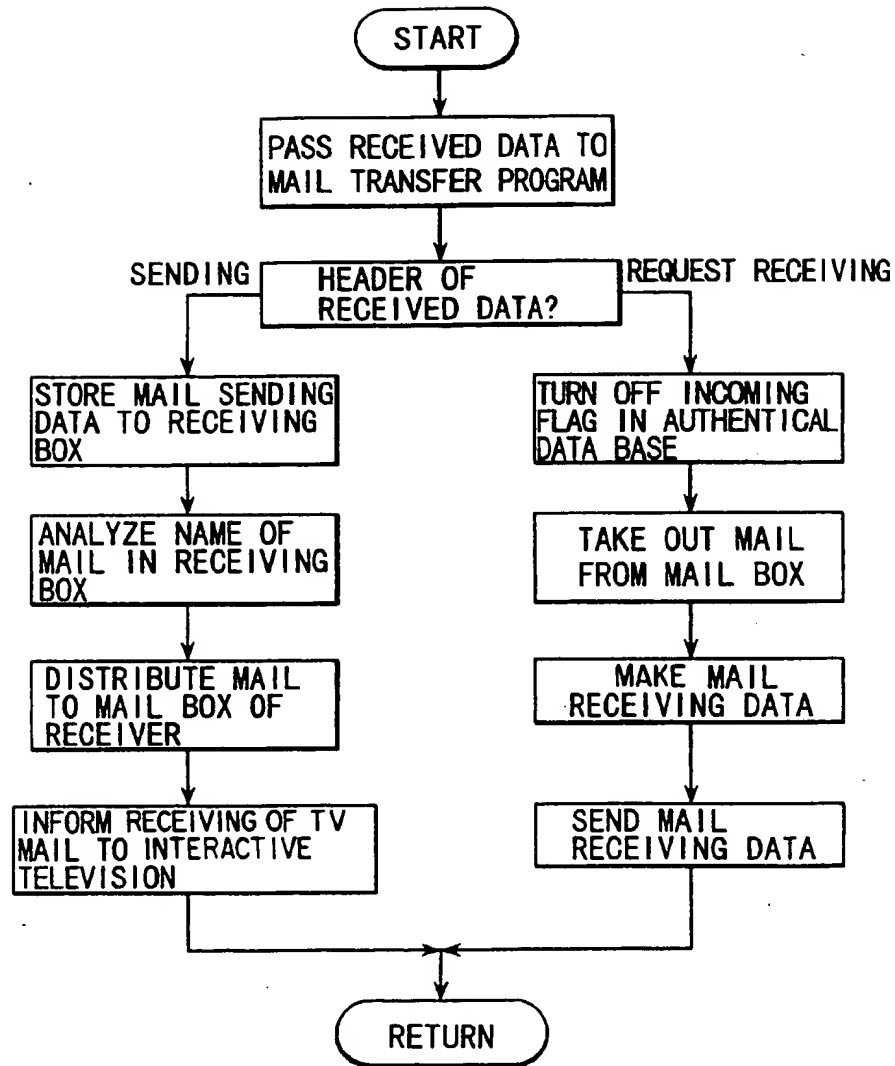 START
PASS RECEIVED DATA TO
MAIL TRANSFER PROGRAM
SENDING
HEADER OF
RECEIVED DATA?
REQUEST RECEIVING
STORE MAIL SENDING
DATA TO RECEIVING
BOX
ANALYZE NAME OF
MAIL IN RECEIVING
BOX
DISTRIBUTE MAIL
TO MAIL BOX OF
RECEIVER
INFORM RECEIVING OF TV
MAIL TO INTERACTIVE
TELEVISION
TURN OFF INCOMING
FLAG IN AUTHENTICAL
DATA BASE
TAKE OUT MAIL
FROM MAIL BOX
MAKE MAIL
RECEIVING DATA
SEND MAIL
RECEIVING DATA
RETURN